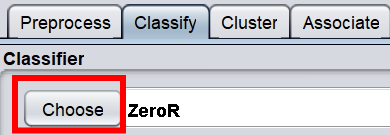 Preprocess Classify Cluster Associate
Classifier
Choose ZeroR